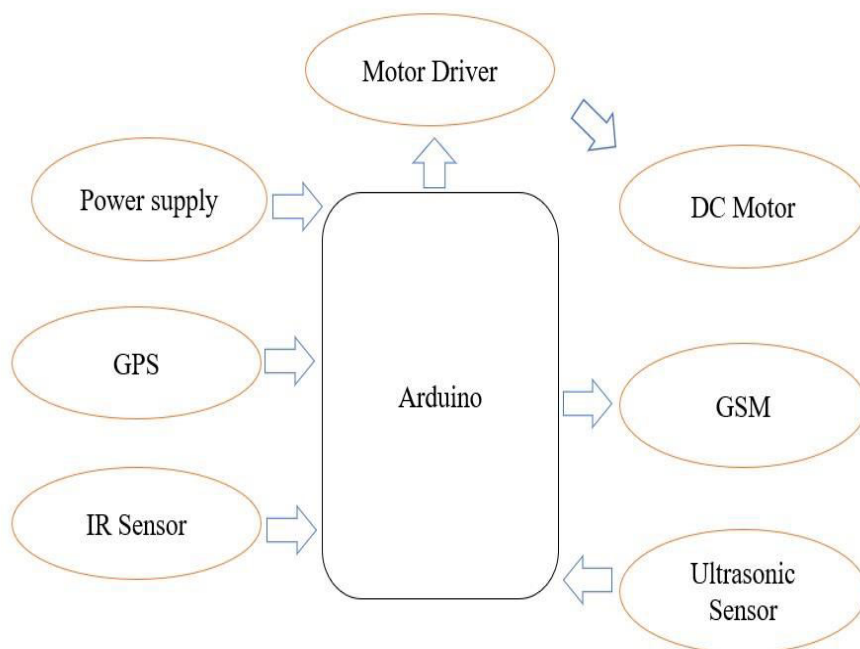 Motor Driver
Power supply
DC Motor
GPS
Arduino
GSM
IR Sensor
Ultrasonic
Sensor